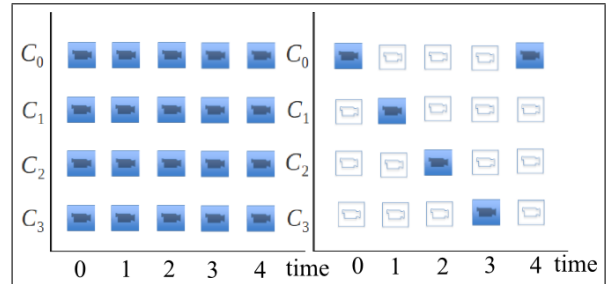 C₀ C₀
C₁ C₁
C₂ C₂
C₃ C₃
0 1 2 3 4 time 0 1 2 3 4 time